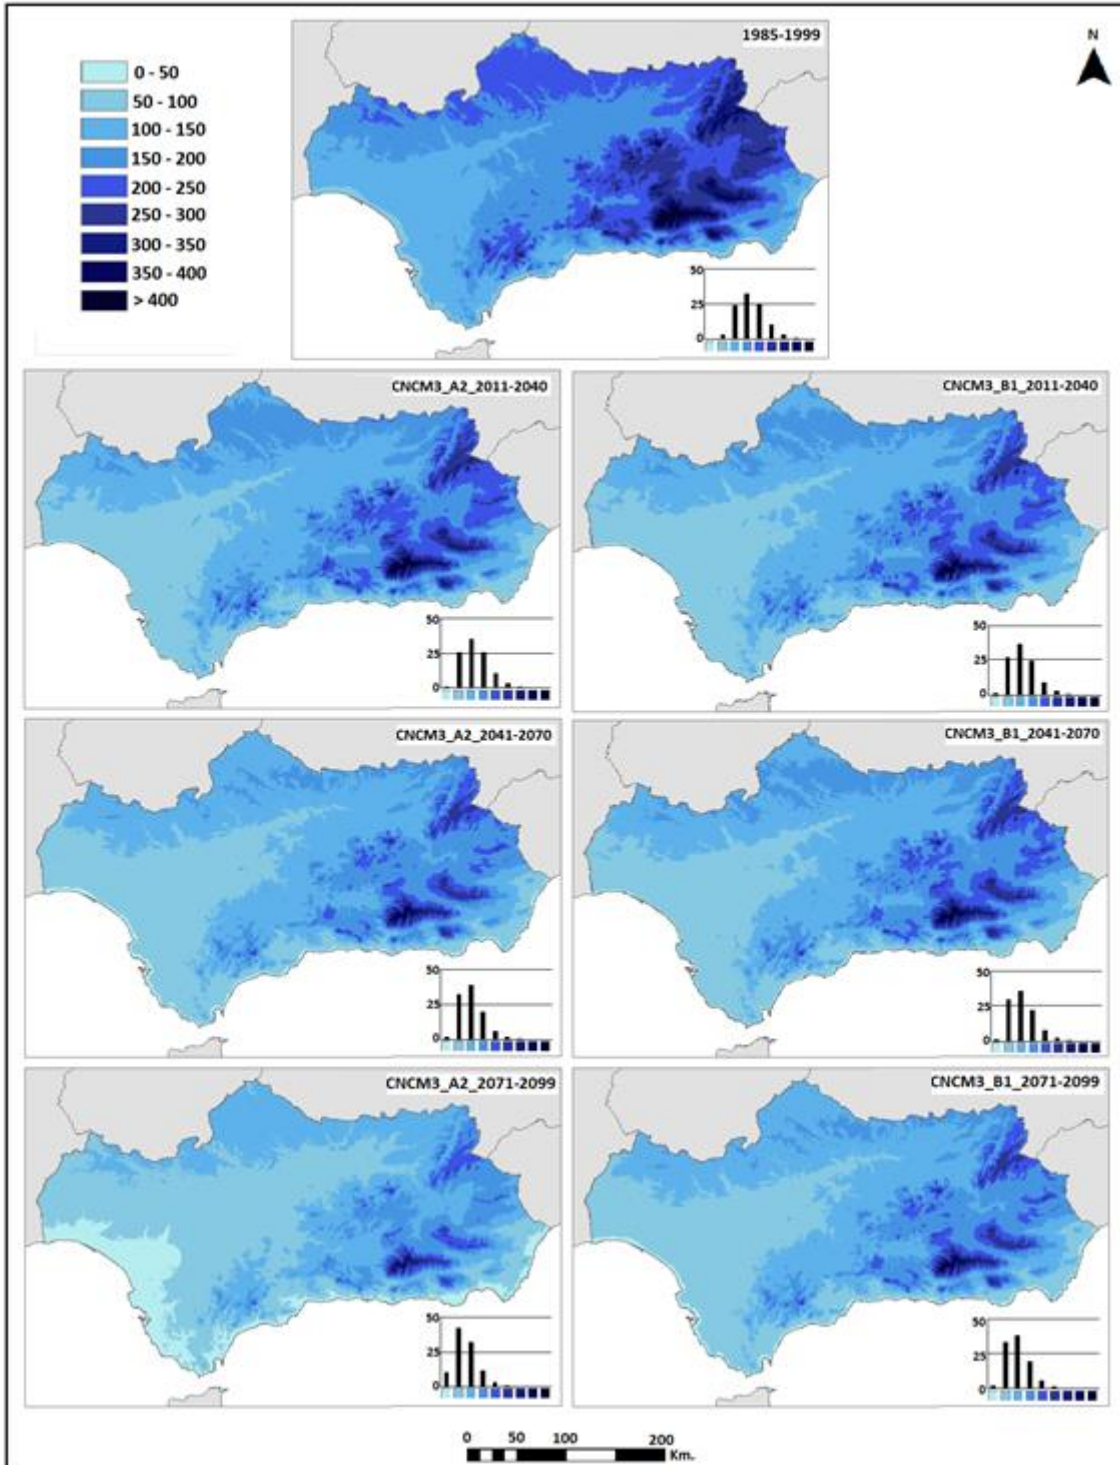 1985-1999
N
0 - 50
50 - 100
100 - 150
150 - 200
200 - 250
250 - 300
300 - 350
350 - 400
> 400
50
25
0
CNCM3_A2_2011-2040
CNCM3_B1_2011-2040
50
25
0
50
25
0
CNCM3_A2_2041-2070
CNCM3_B1_2041-2070
50
25
0
50
25
0
CNCM3_A2_2071-2099
CNCM3_B1_2071-2099
50
25
0
50
25
0
0 50 100 200
Km.